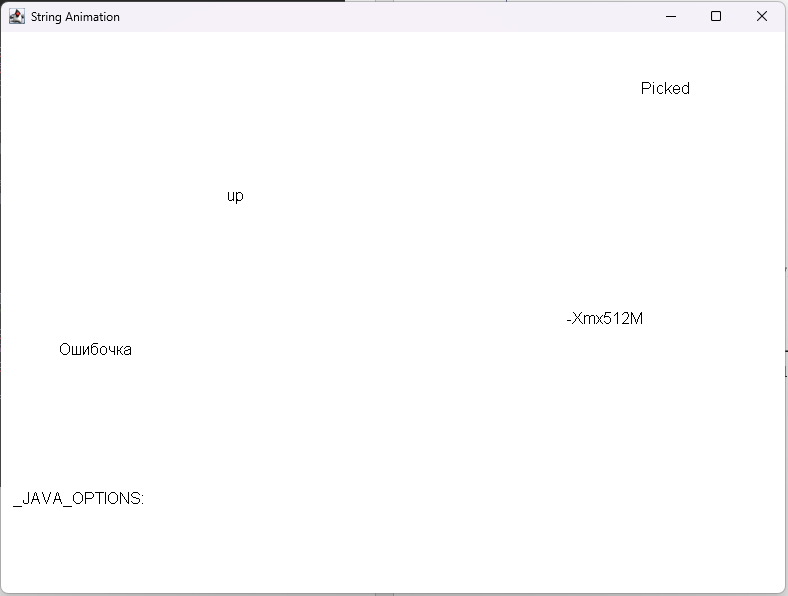 String Animation
Picked
up
-Xmx512M
Ошибочка
_JAVA_OPTIONS: